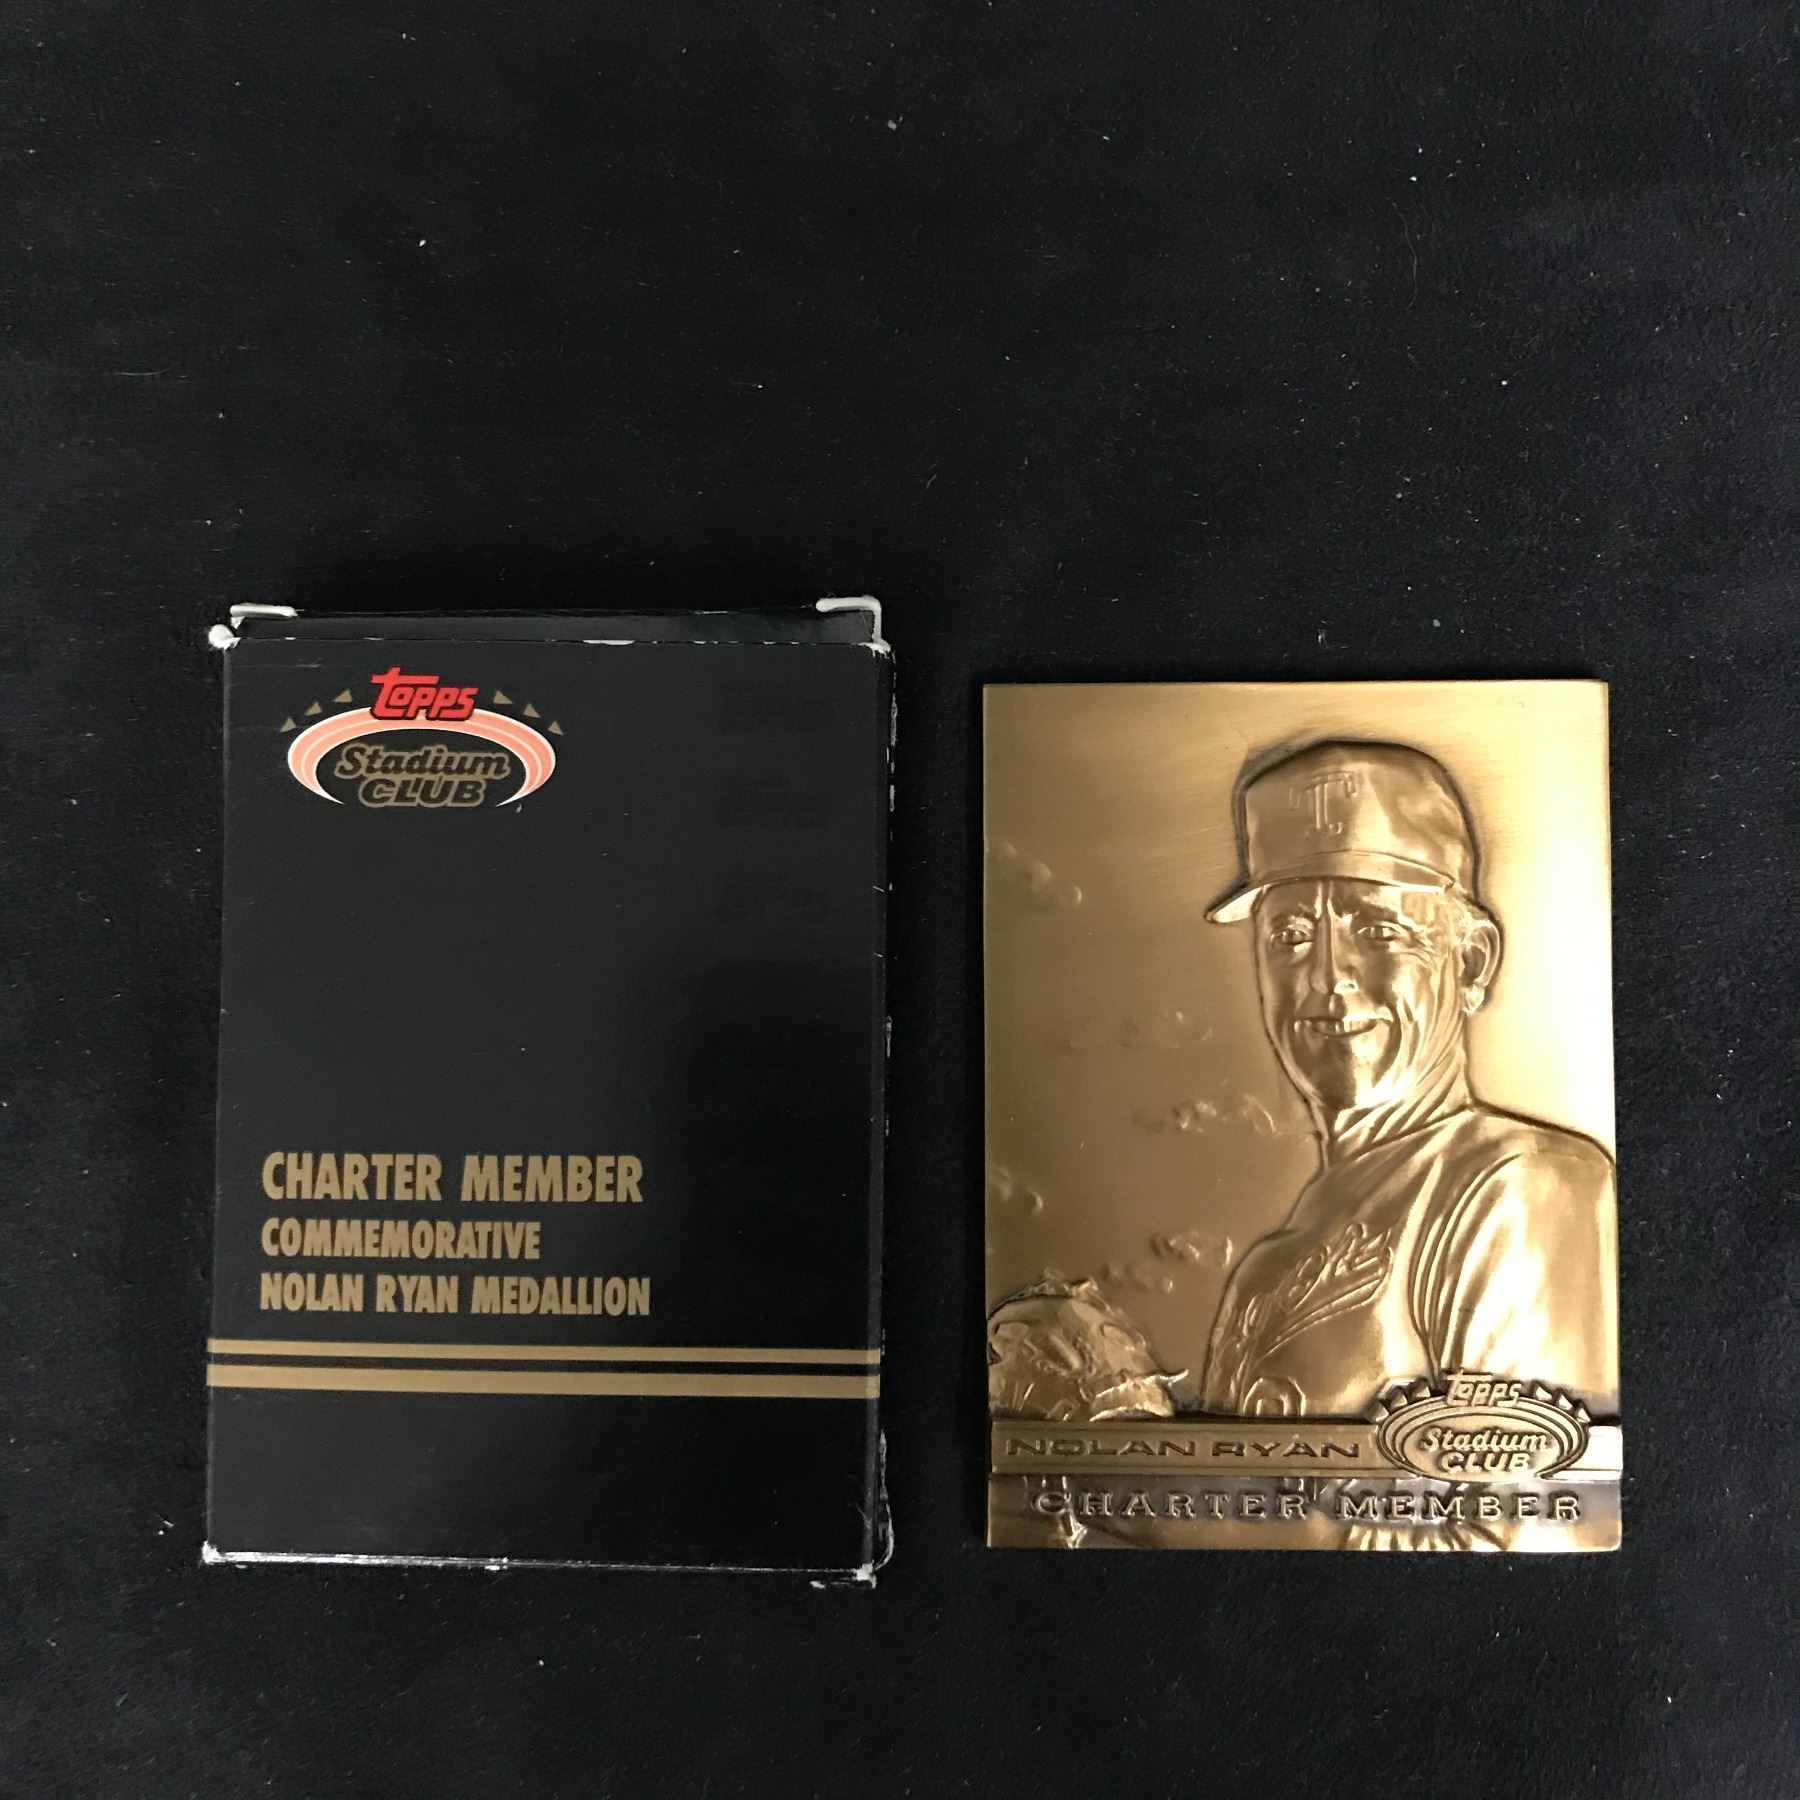 Topps
Stadium
CLUB
CHARTER MEMBER
COMMEMORATIVE
NOLAN RYAN MEDALLION
T
Topps
Stadium
CLUB
NOLAN RYAN
CHARTER MEMBER